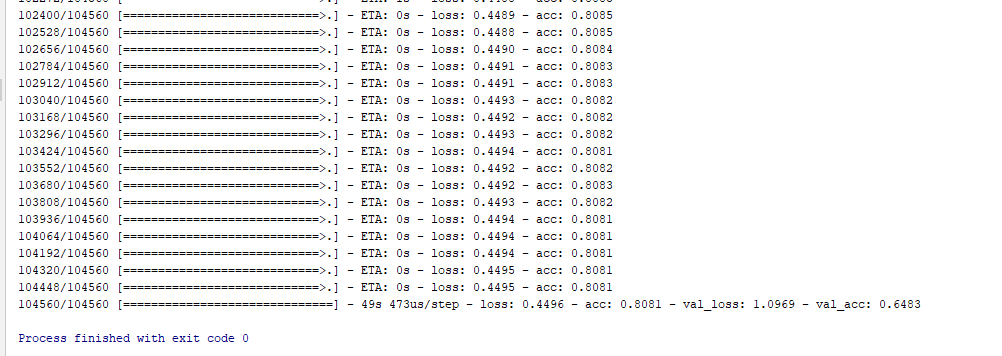 102400/104560 [==============================>.] - ETA: 0s - loss: 0.4489 - acc: 0.8085
102528/104560 [==============================>.] - ETA: 0s - loss: 0.4488 - acc: 0.8085
102656/104560 [==============================>.] - ETA: 0s - loss: 0.4490 - acc: 0.8084
102784/104560 [==============================>.] - ETA: 0s - loss: 0.4491 - acc: 0.8083
102912/104560 [==============================>.] - ETA: 0s - loss: 0.4491 - acc: 0.8083
103040/104560 [==============================>.] - ETA: 0s - loss: 0.4493 - acc: 0.8082
103168/104560 [==============================>.] - ETA: 0s - loss: 0.4492 - acc: 0.8082
103296/104560 [==============================>.] - ETA: 0s - loss: 0.4493 - acc: 0.8082
103424/104560 [==============================>.] - ETA: 0s - loss: 0.4494 - acc: 0.8081
103552/104560 [==============================>.] - ETA: 0s - loss: 0.4492 - acc: 0.8082
103680/104560 [==============================>.] - ETA: 0s - loss: 0.4492 - acc: 0.8083
103808/104560 [==============================>.] - ETA: 0s - loss: 0.4493 - acc: 0.8082
103936/104560 [==============================>.] - ETA: 0s - loss: 0.4494 - acc: 0.8081
104064/104560 [==============================>.] - ETA: 0s - loss: 0.4494 - acc: 0.8081
104192/104560 [==============================>.] - ETA: 0s - loss: 0.4494 - acc: 0.8081
104320/104560 [==============================>.] - ETA: 0s - loss: 0.4495 - acc: 0.8081
104448/104560 [==============================>.] - ETA: 0s - loss: 0.4495 - acc: 0.8081
104560/104560 [================================] - 49s 473us/step - loss: 0.4496 - acc: 0.8081 - val_loss: 1.0969 - val_acc: 0.6483
Process finished with exit code 0